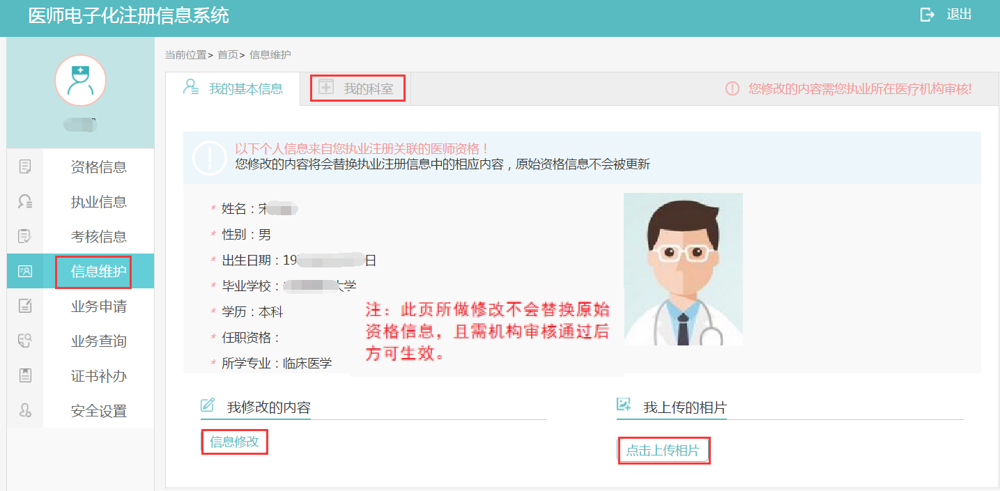 医师电子化注册信息系统
退出
当前位置> 首页> 信息维护
我的基本信息
我的科室
您修改的内容需您执业所在医疗机构审核!
资格信息
执业信息
考核信息
信息维护
业务申请
业务查询
证书补办
安全设置
以下个人信息来自您执业注册关联的医师资格！
您修改的内容将会替换执业注册信息中的相应内容，原始资格信息不会被更新
* 姓名：宋
* 性别：男
* 出生日期：19 日
* 毕业学校： 大学
* 学历：本科
* 任职资格：
* 所学专业：临床医学
注：此页所做修改不会替换原始
资格信息，且需机构审核通过后
方可生效。
我修改的内容
信息修改
我上传的相片
点击上传相片